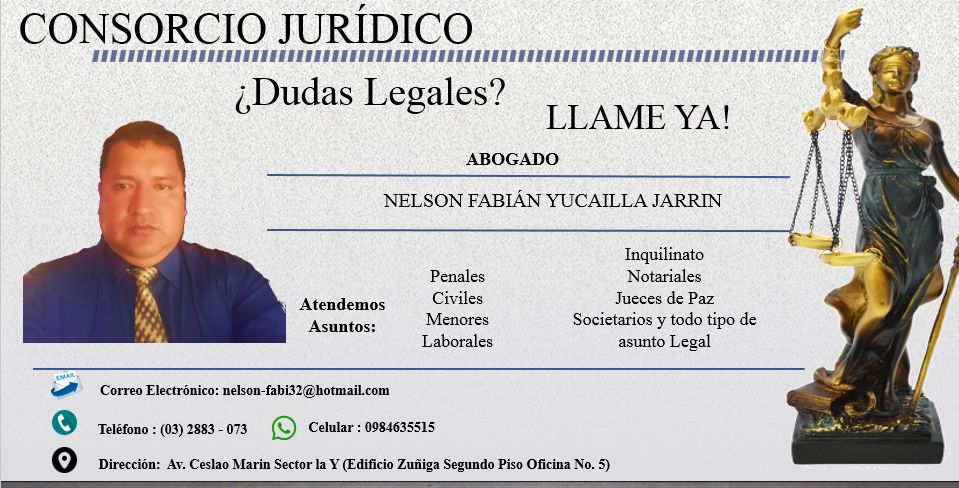 CONSORCIO JURÍDICO
¿Dudas Legales?
LLAME YA!
ABOGADO
NELSON FABIÁN YUCAILLA JARRIN
Atendemos
Asuntos:
Penales
Civiles
Menores
Laborales
Inquilinato
Notariales
Jueces de Paz
Societarios y todo tipo de
asunto Legal
EMAIL
Correo Electrónico: nelson-fabi32@hotmail.com
Teléfono : (03) 2883 - 073
Celular : 0984635515
Dirección: Av. Ceslao Marin Sector la Y (Edificio Zuñiga Segundo Piso Oficina No. 5)